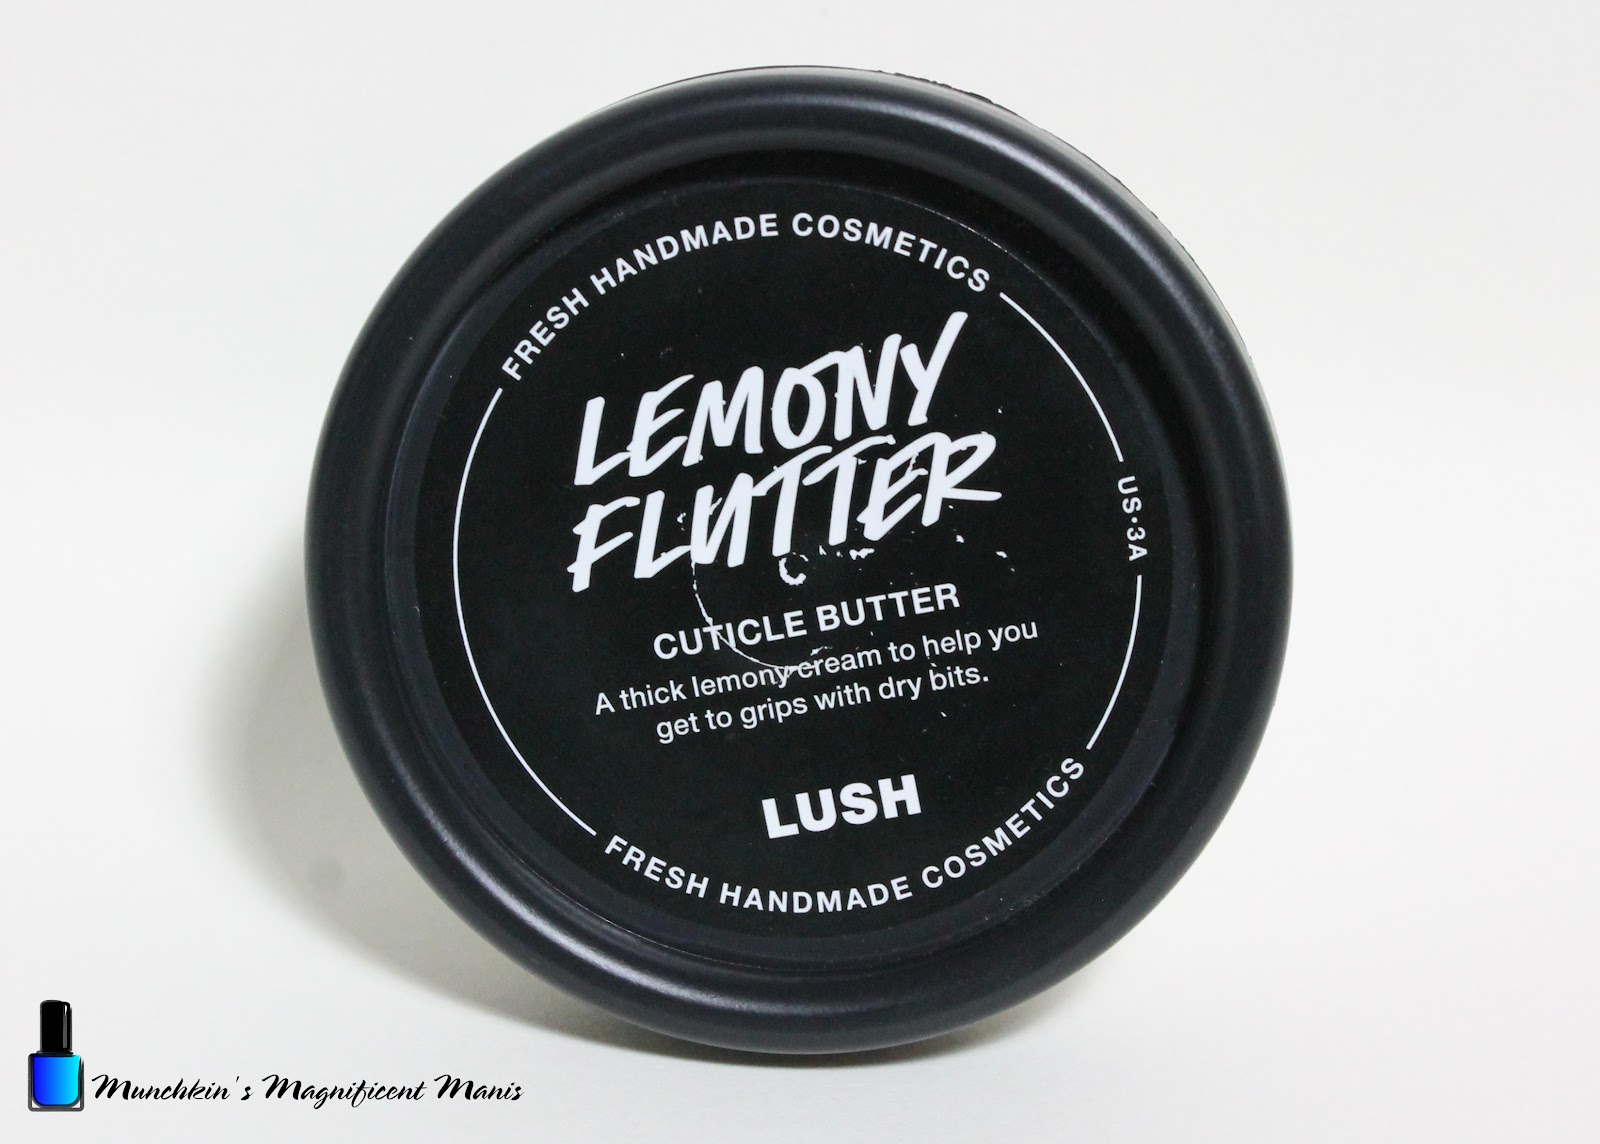 FRESH HANDMADE COSMETICS
LEMONY
FLUTTER
US•3A
CUTICLE BUTTER
A thick lemony cream to help you
get to grips with dry bits.
LUSH
FRESH HANDMADE COSMETICS
Munchkin's Magnificent Manis